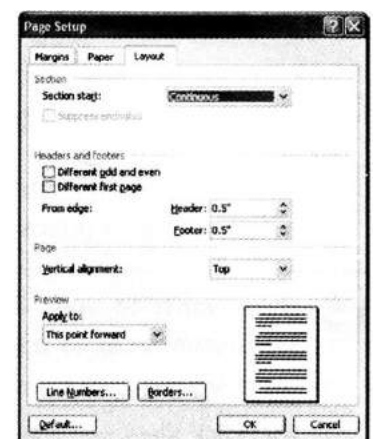 Page Setup
Margins Paper Layout
Section
Section start: Continuous
Suppress endnotes
Headers and footers
Different odd and even
Different first page
From edge: Header: 0.5"
Footer: 0.5"
Page
Vertical alignment: Top
Preview
Apply to:
This point forward
Line Numbers... Borders...
Default... OK Cancel